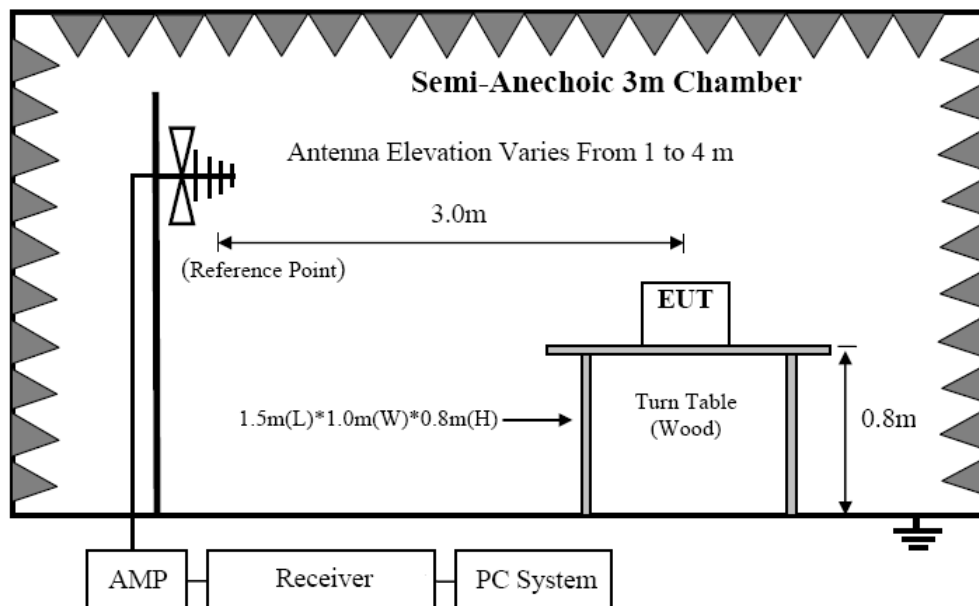 Semi-Anechoic 3m Chamber
Antenna Elevation Varies From 1 to 4 m
3.0m
(Reference Point)
EUT
1.5m(L)*1.0m(W)*0.8m(H)
Turn Table
(Wood)
0.8m
AMP
Receiver
PC System